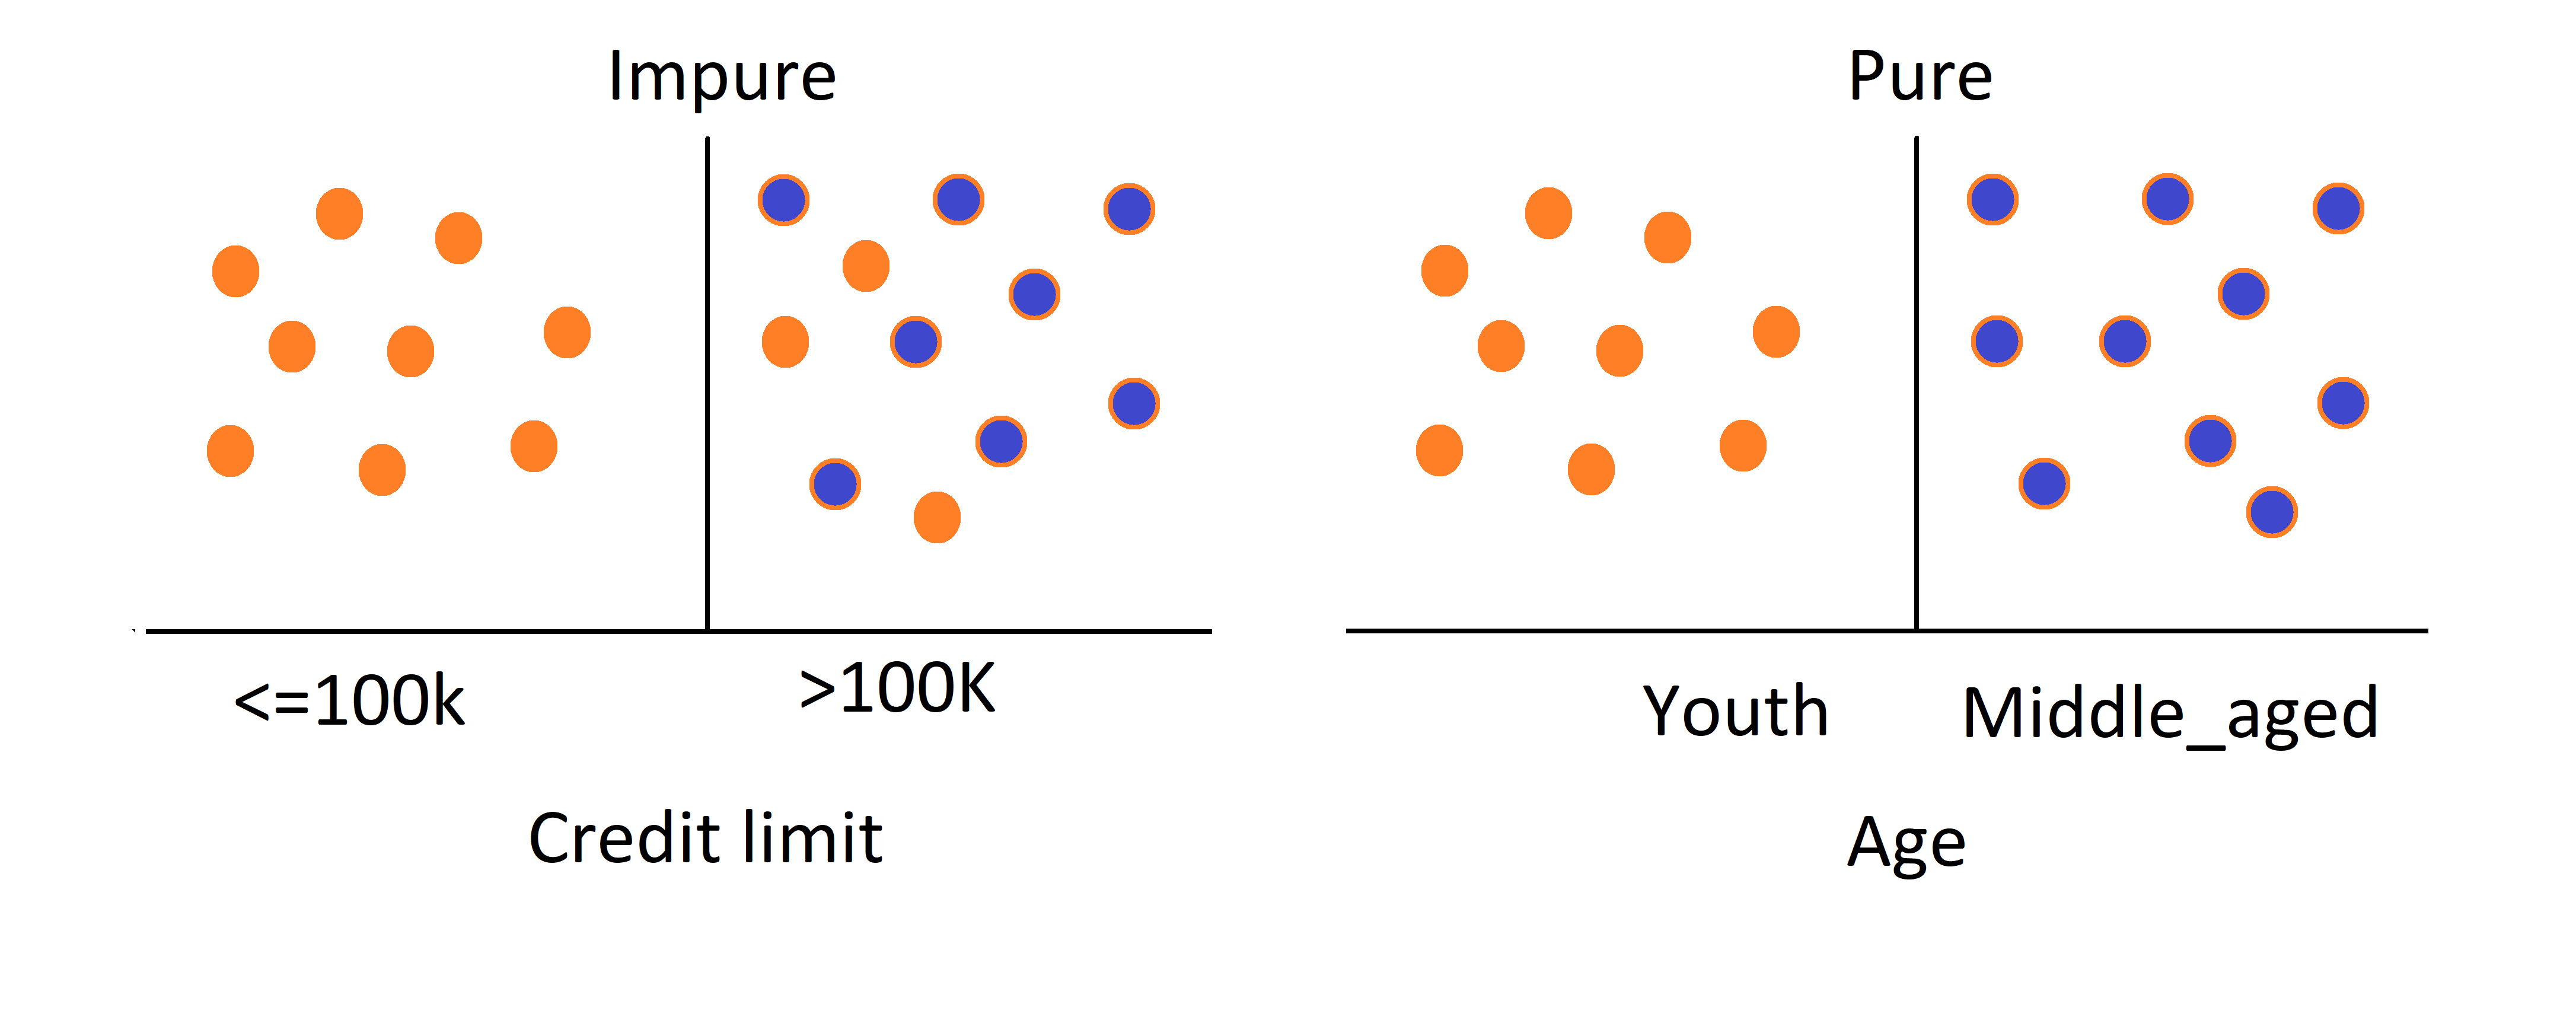 Impure
<=100k
>100K
Credit limit
Pure
Youth
Middle_aged
Age